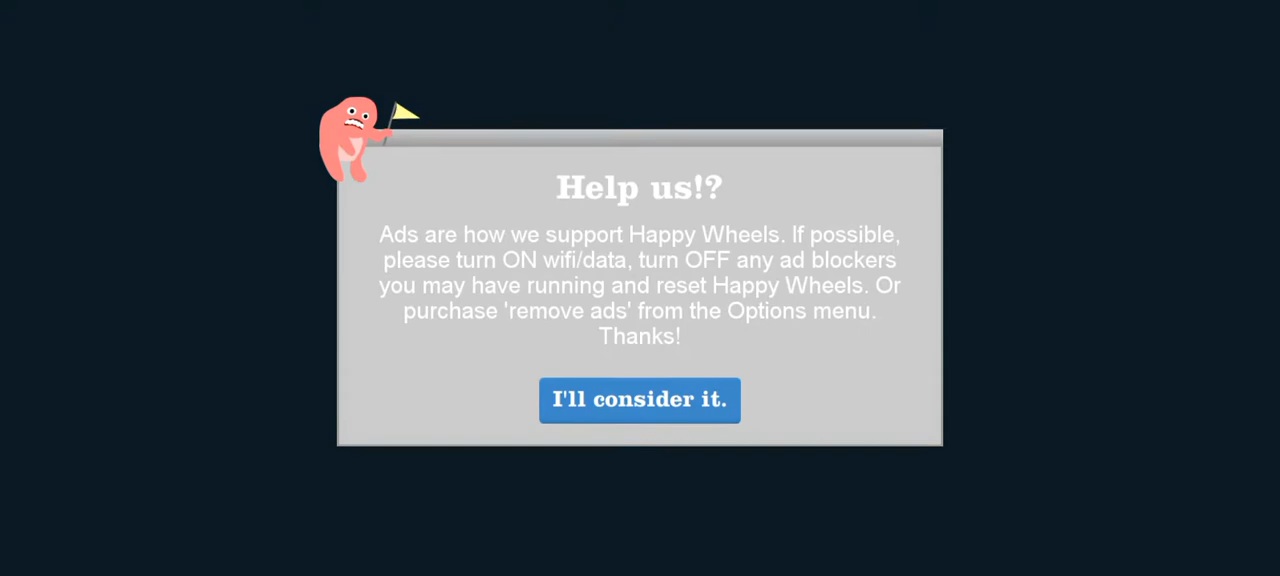 Help us!?
Ads are how we support Happy Wheels. If possible,
please turn ON wifi/data, turn OFF any ad blockers
you may have running and reset Happy Wheels. Or
purchase 'remove ads' from the Options menu.
Thanks!
I'll consider it.